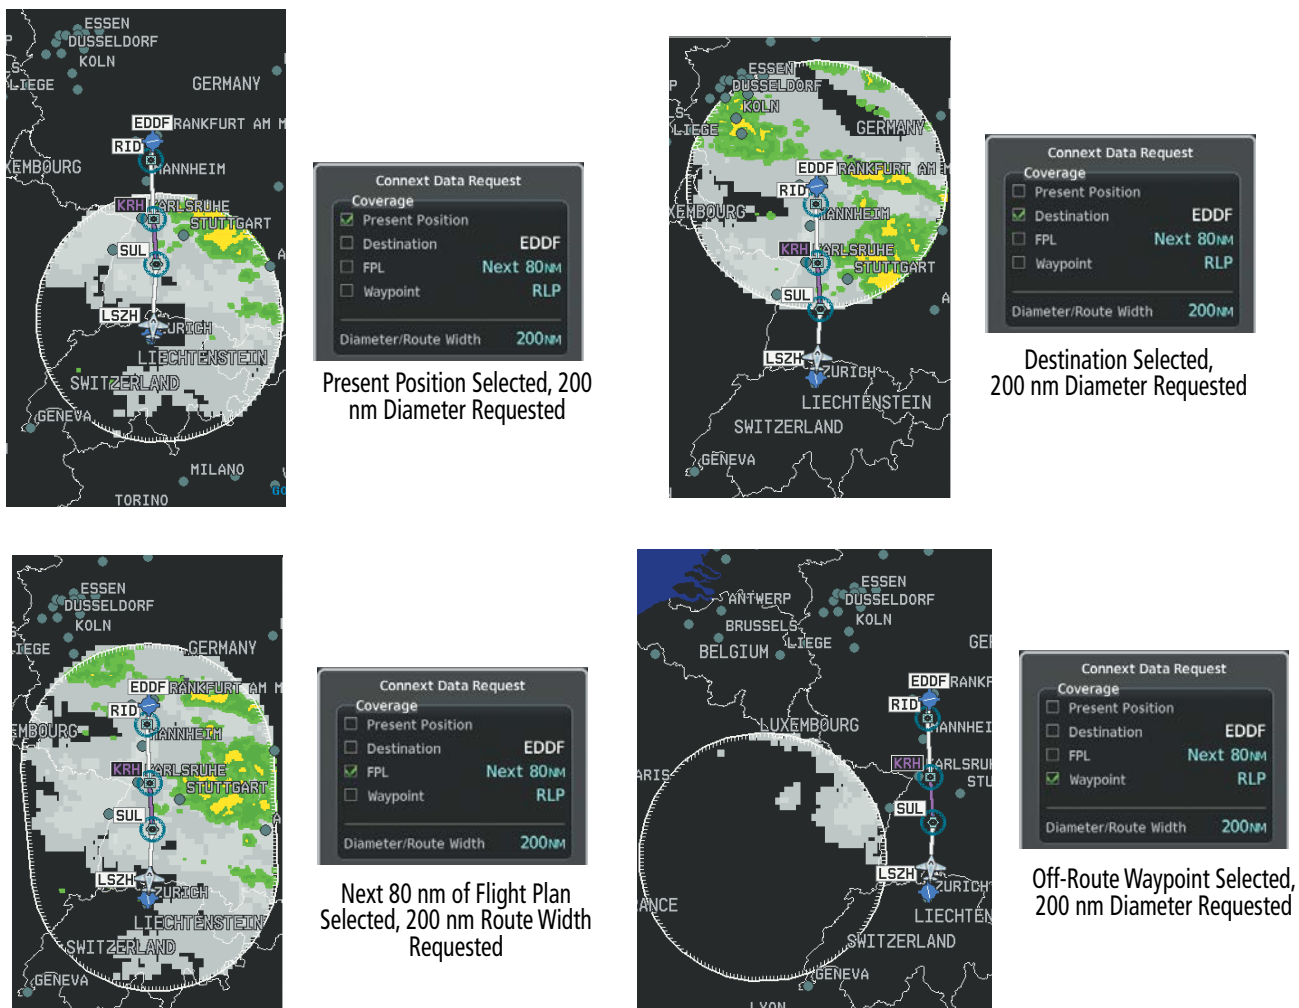 ESSEN
DUSSELDORF
KOLN
LIEGE
GERMANY
EDDF RANKFURT AM M
RID
XEMBOURG
MANNHEIM
KRH KARLSRUHE
STUTTGART
SUL
LSZH
ZURICH
LIECHTENSTEIN
SWITZERLAND
GENEVA
MILANO
TORINO
Connext Data Request
Coverage
Present Position
Destination EDDF
FPL Next 80NM
Waypoint RLP
Diameter/Route Width 200NM
Present Position Selected, 200
nm Diameter Requested
ESSEN
DUSSELDORF
KOLN
LIEGE
GERMANY
EDDF RANKFURT AM M
RID
XEMBOURG
MANNHEIM
KRH ARLSRUHE
STUTTGART
SUL
LSZH
ZURICH
LIECHTENSTEIN
SWITZERLAND
GENEVA
Connext Data Request
Coverage
Present Position
Destination EDDF
FPL Next 80NM
Waypoint RLP
Diameter/Route Width 200NM
Destination Selected,
200 nm Diameter Requested
ESSEN
DUSSELDORF
KOLN
LIEGE
GERMANY
EDDF RANKFURT AM M
RID
EMBOURG
MANNHEIM
KRH ARLSRUHE
STUTTGART
SUL
LSZH
ZURICH
LIECHTENSTEIN
SWITZERLAND
GENEVA
Connext Data Request
Coverage
Present Position
Destination EDDF
FPL Next 80NM
Waypoint RLP
Diameter/Route Width 200NM
Next 80 nm of Flight Plan
Selected, 200 nm Route Width
Requested
ESSEN
ANTWERP
DUSSELDORF
BRUSSELS
KOLN
BELGIUM
LIEGE
GER
EDDF RANKF
RID
LUXEMBOURG
MANNHEI
KRH ARLSRUH
ARIS
STU
SUL
LSZH
ZURICH
ANCE
LIECHTEN
SWITZERLAND
GENEVA
LYON
Connext Data Request
Coverage
Present Position
Destination EDDF
FPL Next 80NM
Waypoint RLP
Diameter/Route Width 200NM
Off-Route Waypoint Selected,
200 nm Diameter Requested